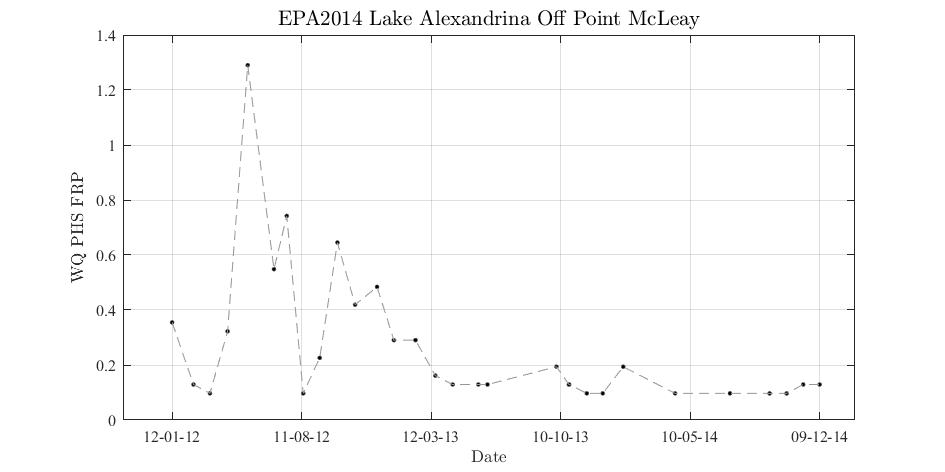 EPA2014 Lake Alexandrina Off Point McLeay
1.4
1.2
1
0.8
0.6
0.4
0.2
0
WQ PHS FRP
12-01-12 11-08-12 12-03-13 10-10-13 10-05-14 09-12-14
Date